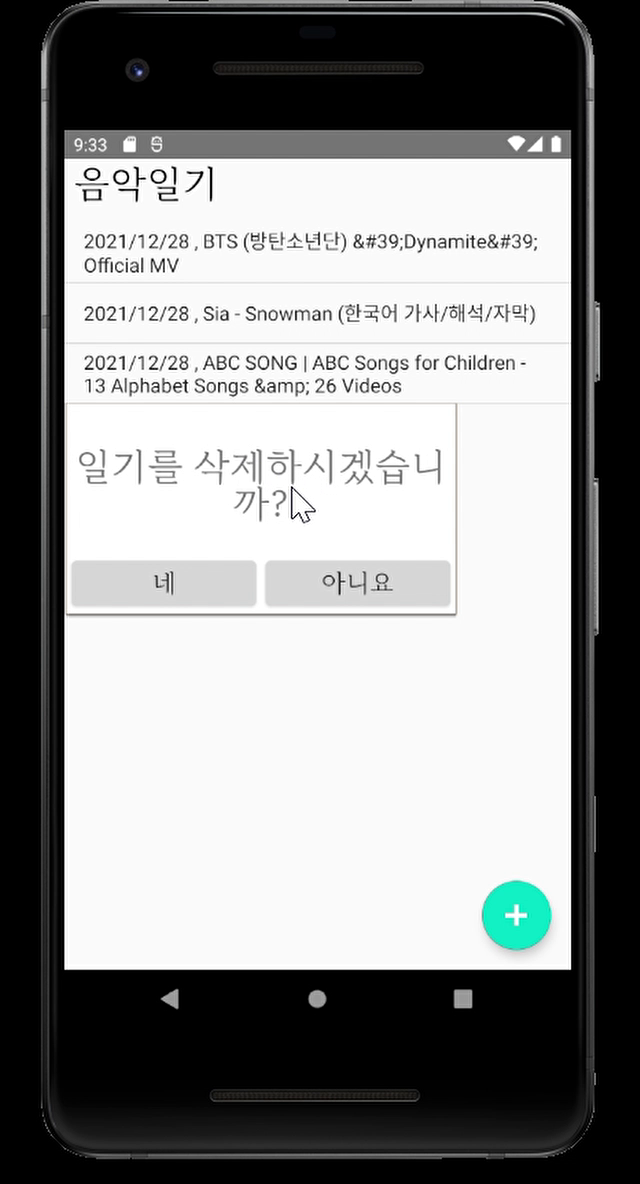 9:33
음악일기
2021/12/28 , BTS (방탄소년단) &#39;Dynamite&#39;
Official MV
2021/12/28 , Sia - Snowman (한국어 가사/해석/자막)
2021/12/28 , ABC SONG | ABC Songs for Children -
13 Alphabet Songs &amp; 26 Videos
일기를 삭제하시겠습니
까?
네 아니요
+